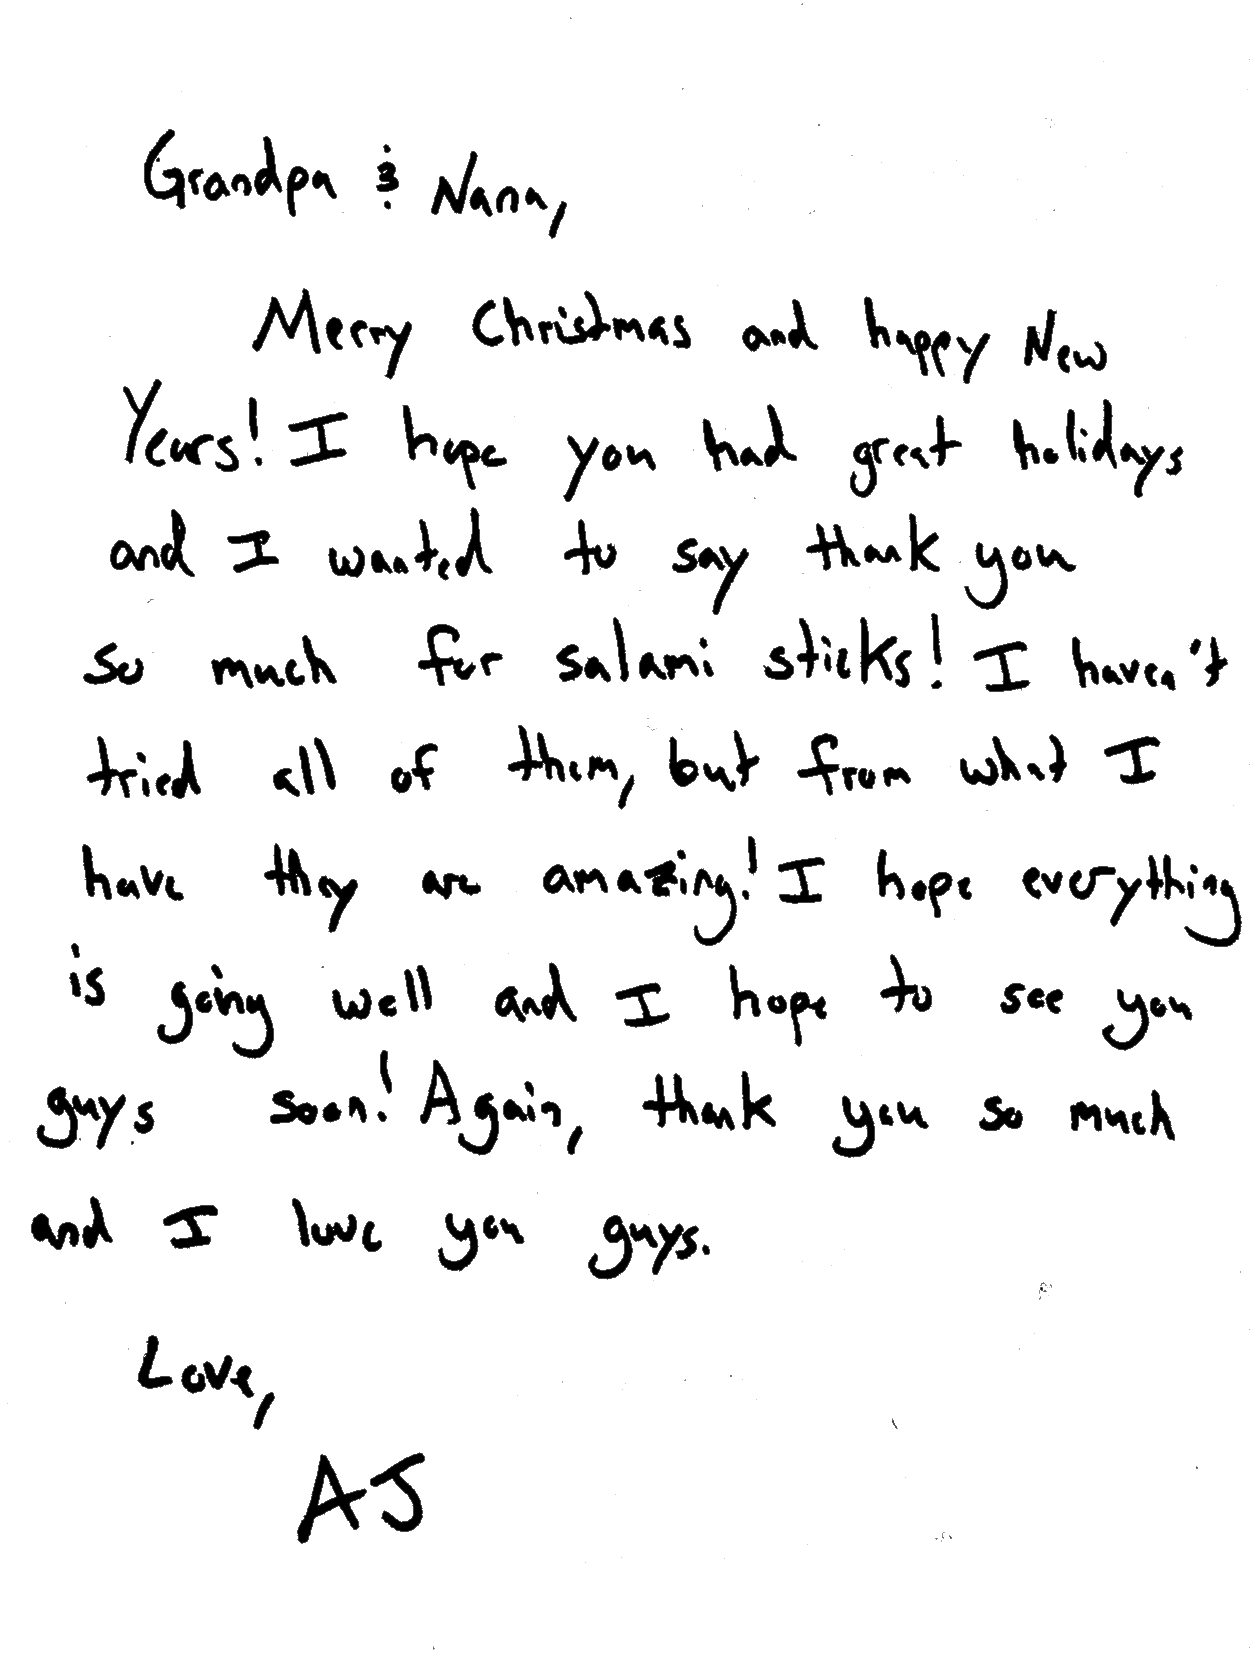 Grandpa & Nana,
Merry Christmas and happy New
Years! I hope you had great holidays
and I wanted to say thank you
so much for salami sticks! I haven't
tried all of them, but from what I
have they are amazing! I hope everything
is going well and I hope to see you
guys soon! Again, thank you so much
and I love you guys.
Love,
AJ